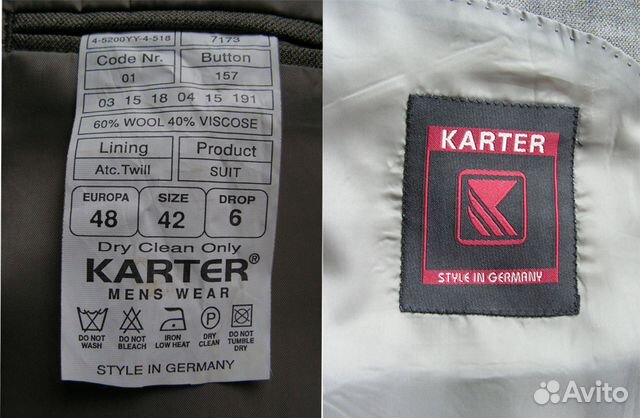 4-5200YY-4-518 7173
Code Nr. Button
01 157
03 15 18 04 15 191
60% WOOL 40% VISCOSE
Lining Product
Atc.Twill SUIT
EUROPA SIZE DROP
48 42 6
Dry Clean Only
KARTER®
MENS WEAR
DO NOT WASH DO NOT BLEACH IRON LOW HEAT P DRY CLEAN DO NOT TUMBLE DRY
STYLE IN GERMANY
KARTER
STYLE IN GERMANY
Avito